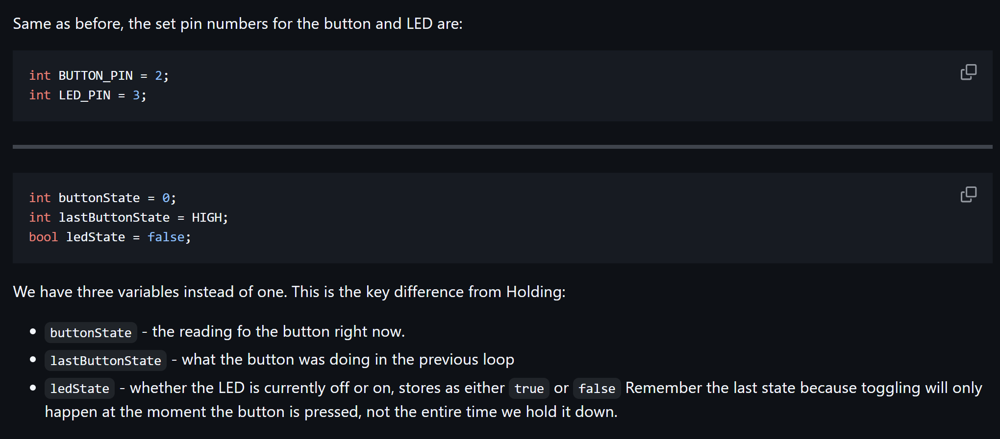 Same as before, the set pin numbers for the button and LED are:
int BUTTON_PIN = 2;
int LED_PIN = 3;
int buttonState = 0;
int lastButtonState = HIGH;
bool ledState = false;
We have three variables instead of one. This is the key difference from Holding:
• buttonState - the reading fo the button right now.
• lastButtonState - what the button was doing in the previous loop
• ledState - whether the LED is currently off or on, stores as either true or false Remember the last state because toggling will only
happen at the moment the button is pressed, not the entire time we hold it down.